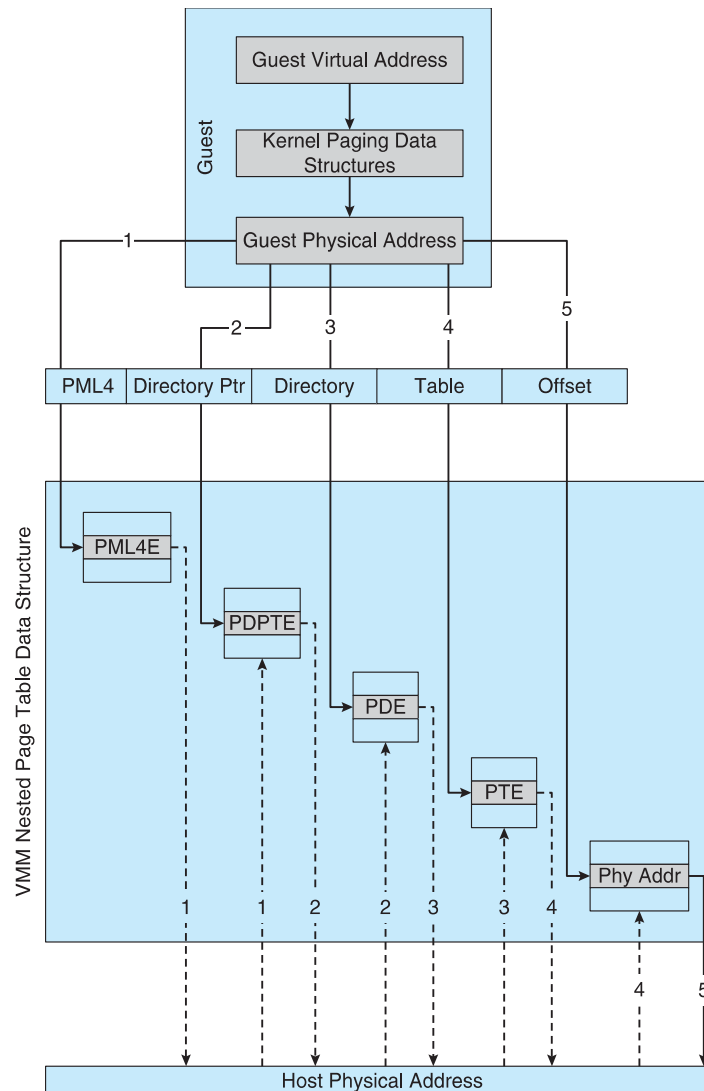 Guest Virtual Address
Kernel Paging Data
Structures
Guest
Guest Physical Address
1
2
3
4
5
PML4
Directory Ptr
Directory
Table
Offset
VMM Nested Page Table Data Structure
PML4E
PDPTE
PDE
PTE
Phy Addr
1
1
2
2
3
3
4
4
5
Host Physical Address